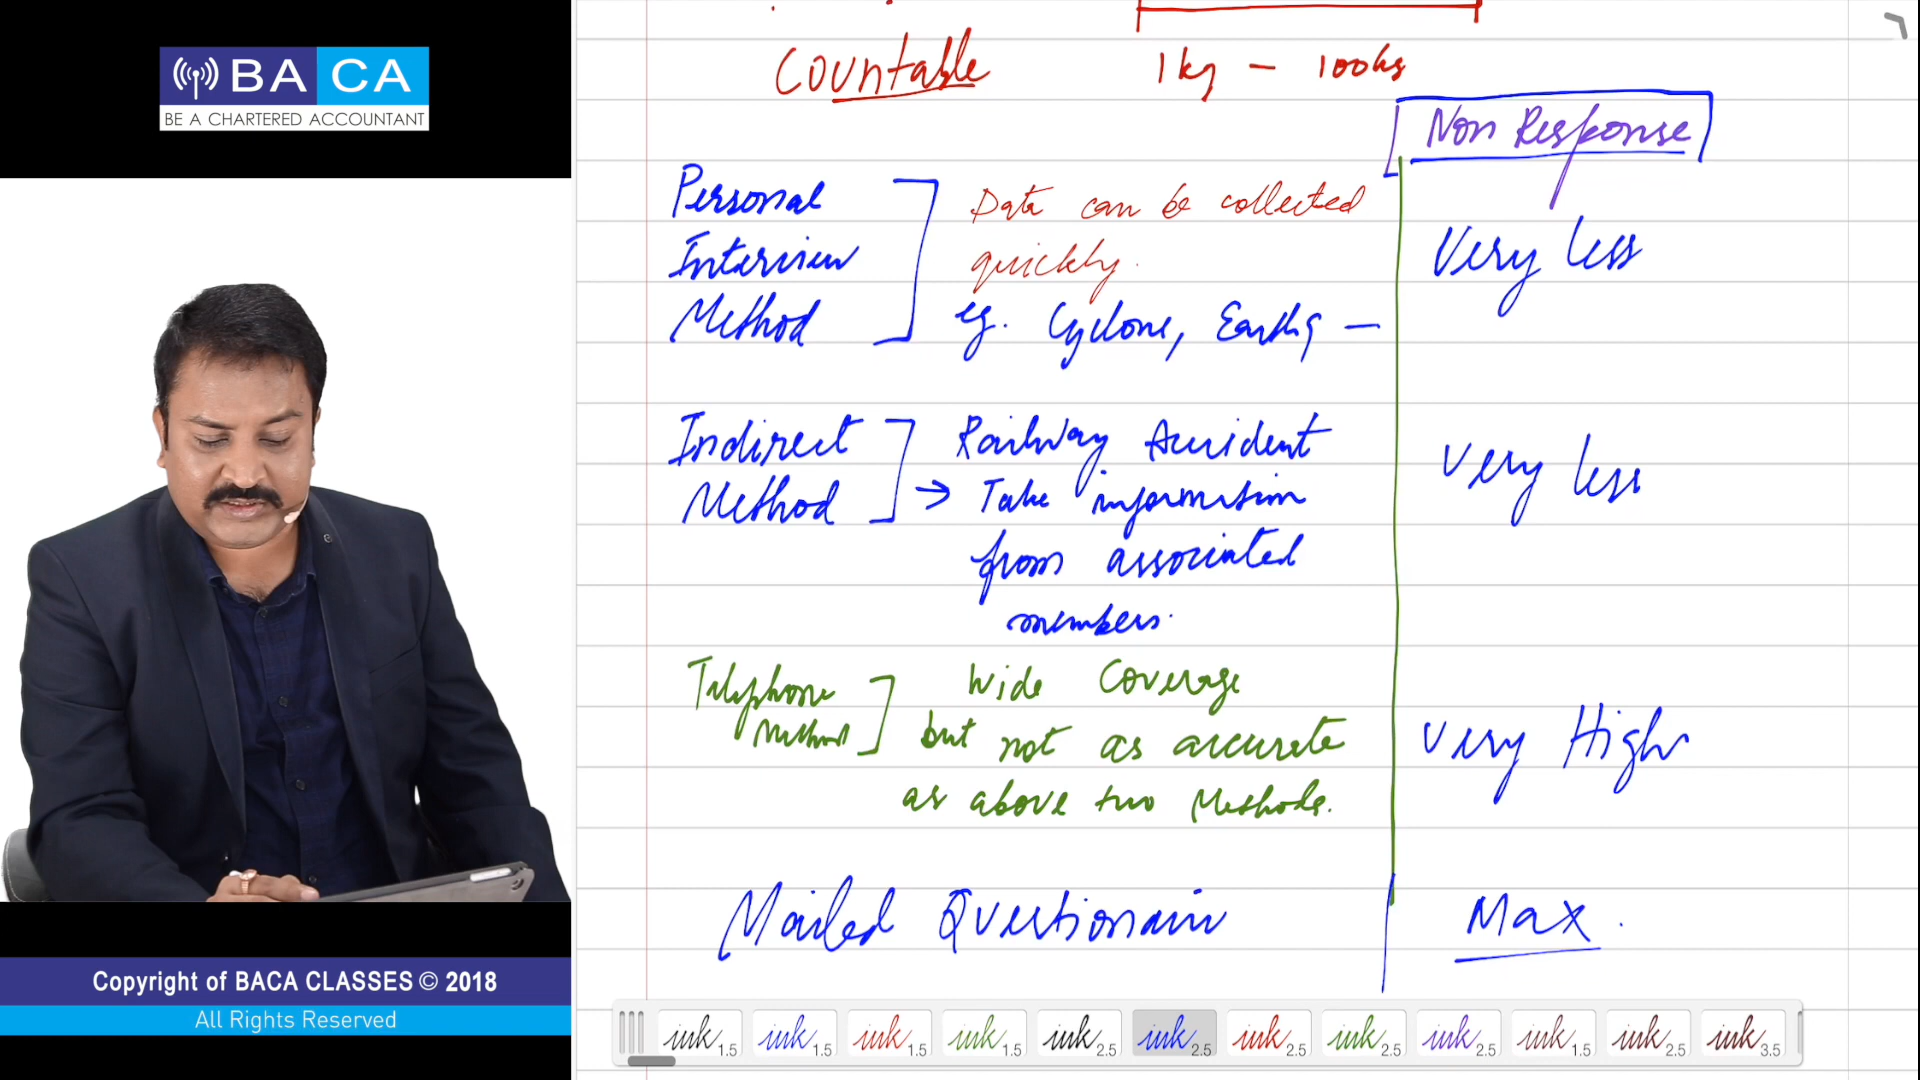 BA CA
BE A CHARTERED ACCOUNTANT
Countable
1 kg - 100 kg
Non Response
Personal
Interview
Method
Data can be collected
quickly.
eg. Cyclone, Earthq -
Very less
Indirect
Method
Railway Accident
→ Take information
from associated
members.
Very less
Telephone
Method
Wide Coverage
but not as accurate
as above two Methods.
Very High
Mailed Questionair
Max.
Copyright of BACA CLASSES © 2018
All Rights Reserved
ink 1.5 ink 1.5 ink 1.5 ink 1.5 ink 2.5 ink 2.5 ink 2.5 ink 2.5 ink 2.5 ink 1.5 ink 2.5 ink 3.5